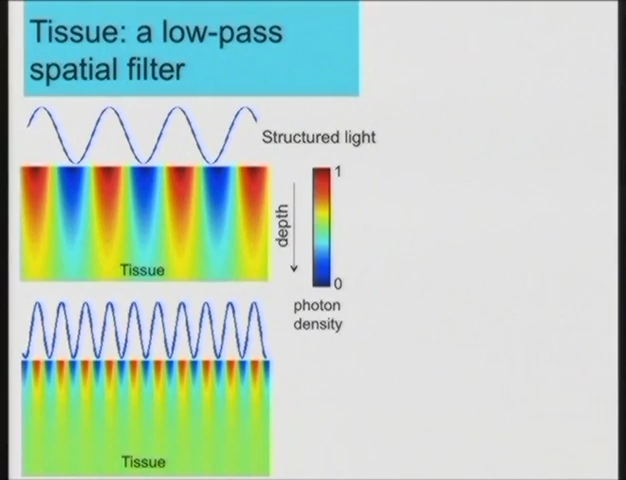 Tissue: a low-pass
spatial filter
Structured light
1
depth
Tissue
0
photon
density
Tissue